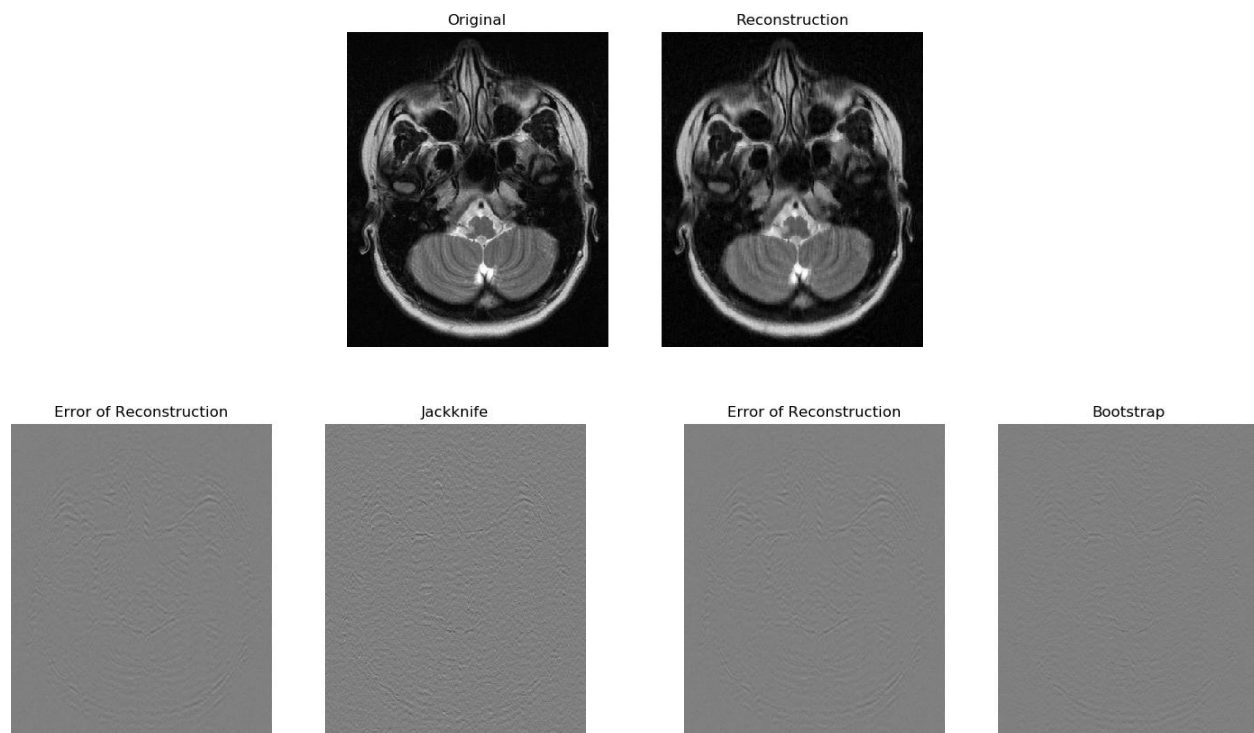 Original
Reconstruction
Error of Reconstruction
Jackknife
Error of Reconstruction
Bootstrap